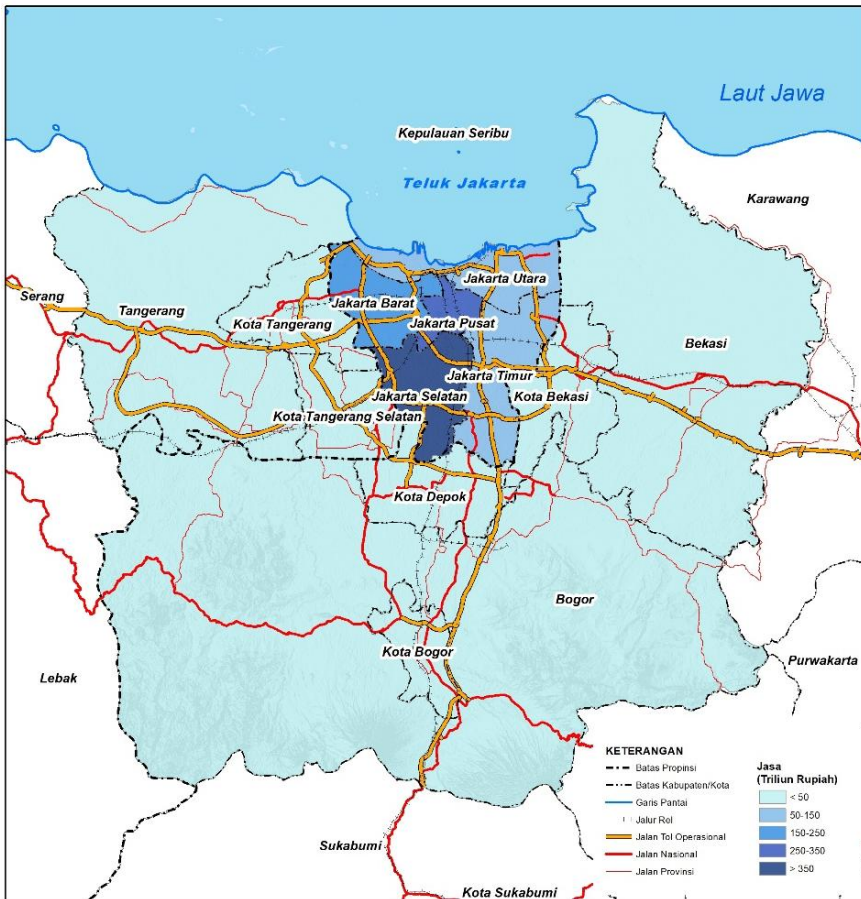 Laut Jawa
Kepulauan Seribu
Teluk Jakarta
Karawang
Jakarta Utara
Serang
Tangerang
Jakarta Barat
Kota Tangerang
Jakarta Pusat
Bekasi
Jakarta Timur
Jakarta Selatan
Kota Bekasi
Kota Tangerang Selatan
Kota Depok
Bogor
Kota Bogor
Purwakarta
Lebak
Sukabumi
Kota Sukabumi
KETERANGAN
Batas Propinsi
Batas Kabupaten/Kota
Garis Pantai
Jalur Rel
Jalan Tol Operasional
Jalan Nasional
Jalan Provinsi
Jasa
(Triliun Rupiah)
< 50
50-150
150-250
250-350
> 350